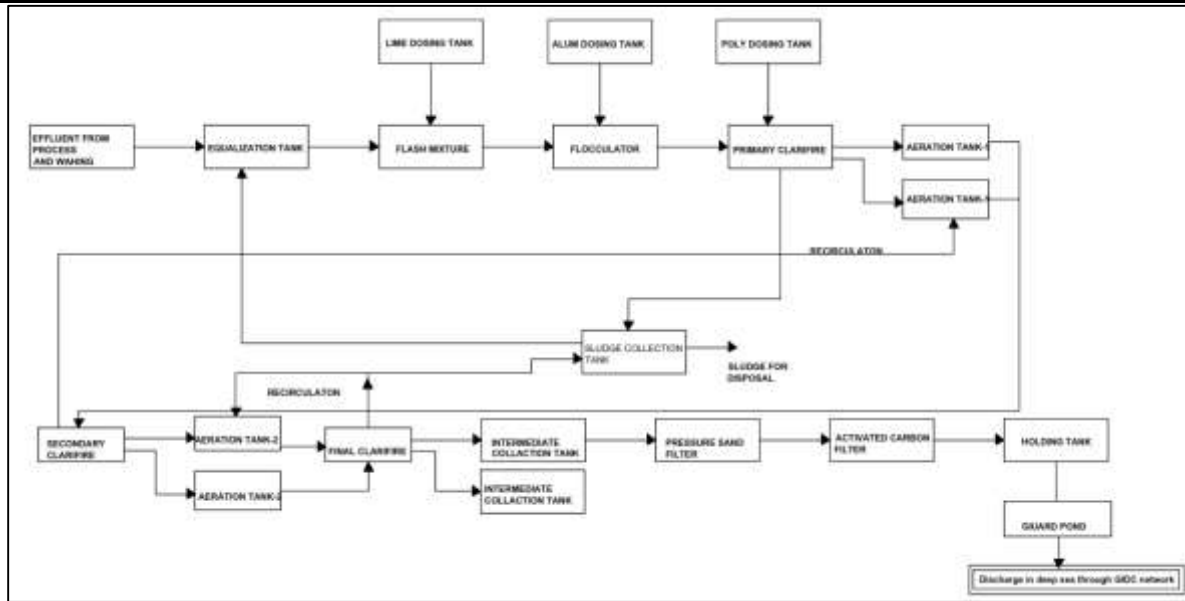 LIME DOSING TANK
ALUM DOSING TANK
POLY DOSING TANK
EFFLUENT FROM
PROCESS
AND WAHING
EQUALIZATION TANK
FLASH MIXTURE
FLOCCULATOR
PRIMARY CLARIFIRE
AERATION TANK-1
AERATION TANK-1
RECIRCULATON
SLUDGE COLLECTION
TANK
SLUDGE FOR
DISPOSAL
RECIRCULATON
SECONDARY
CLARIFIRE
AERATION TANK-2
AERATION TANK-2
FINAL CLARIFIRE
INTERMEDIATE
COLLACTION TANK
INTERMEDIATE
COLLACTION TANK
PRESSURE SAND
FILTER
ACTIVATED CARBON
FILTER
HOLDING TANK
GIUARD POND
Discharge in deep sea through GIDC network